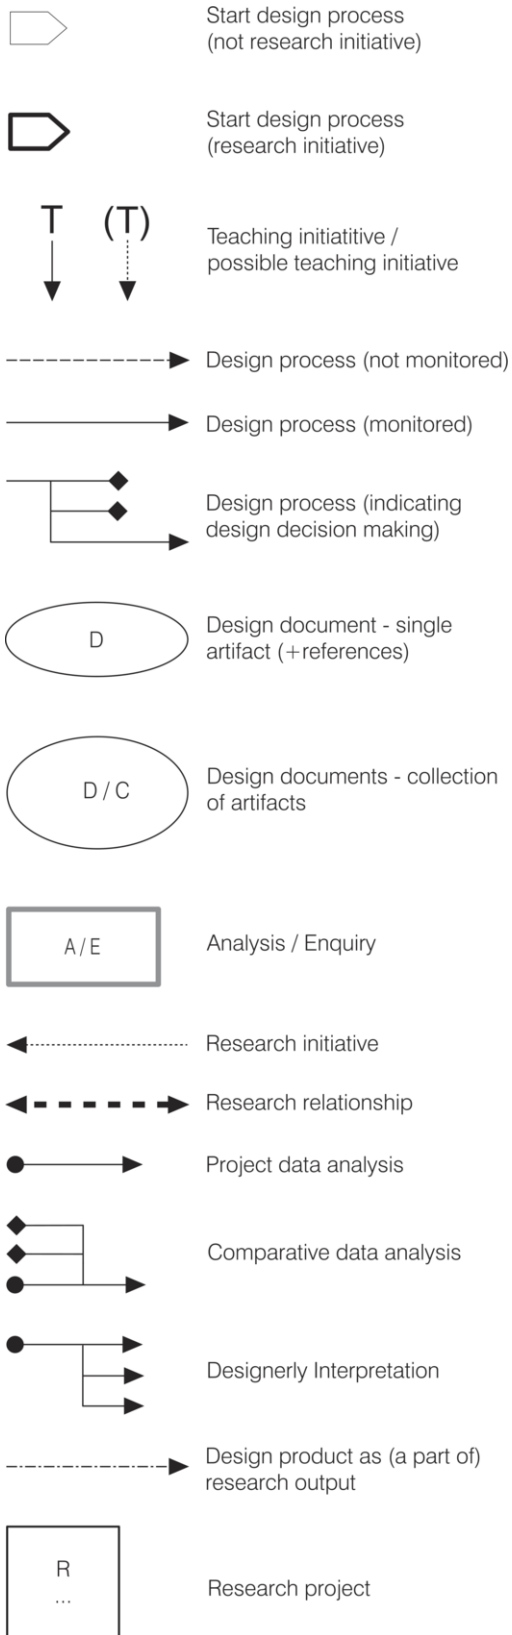 Start design process
(not research initiative)
Start design process
(research initiative)
T (T)
Teaching initiatitive /
possible teaching initiative
Design process (not monitored)
Design process (monitored)
Design process (indicating
design decision making)
D
Design document - single
artifact (+references)
D / C
Design documents - collection
of artifacts
A / E
Analysis / Enquiry
Research initiative
Research relationship
Project data analysis
Comparative data analysis
Designerly Interpretation
Design product as (a part of)
research output
R
...
Research project